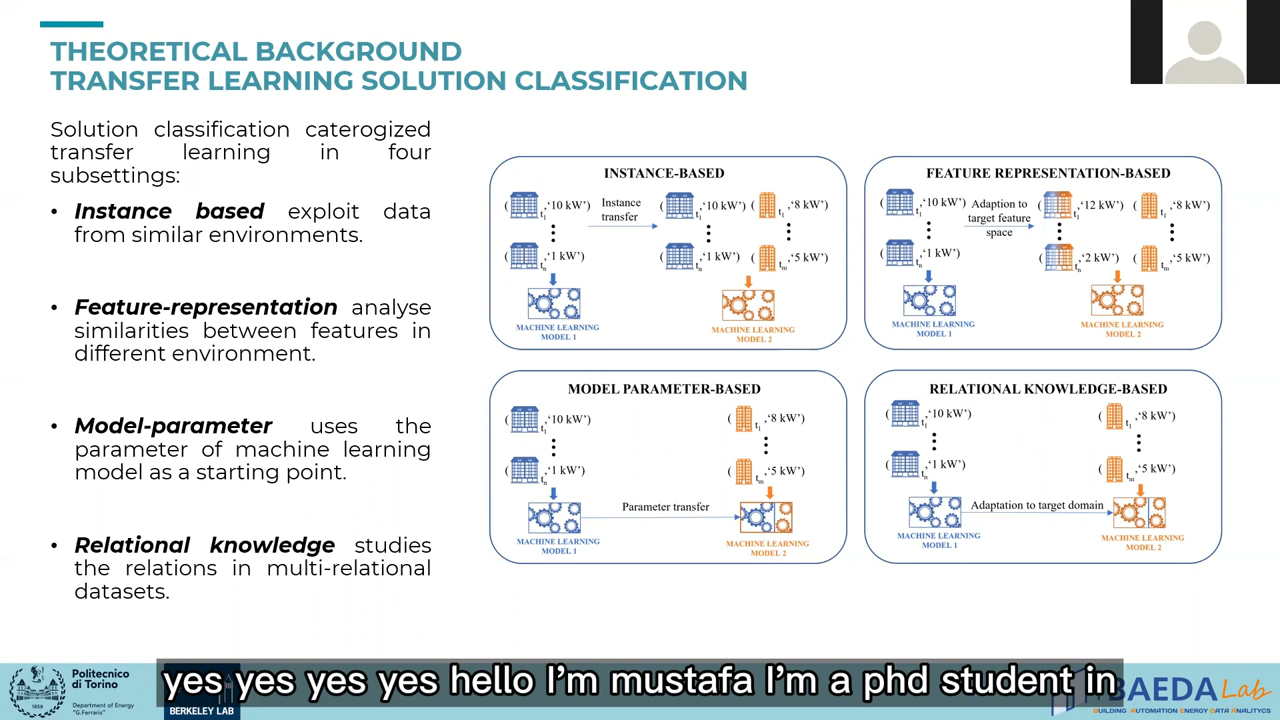 THEORETICAL BACKGROUND
TRANSFER LEARNING SOLUTION CLASSIFICATION
Solution classification caterogized
transfer learning in four
subsettings:
• Instance based exploit data
from similar environments.
• Feature-representation analyse
similarities between features in
different environment.
• Model-parameter uses the
parameter of machine learning
model as a starting point.
• Relational knowledge studies
the relations in multi-relational
datasets.
INSTANCE-BASED
( t1,‘10 kW’)
Instance
transfer
( t1,‘10 kW’) ( t1,‘8 kW’)
( tn,‘1 kW’)
( tn,‘1 kW’) ( tm,‘5 kW’)
MACHINE LEARNING
MODEL 1
MACHINE LEARNING
MODEL 2
FEATURE REPRESENTATION-BASED
( t1,‘10 kW’)
Adaption to
target feature
space
( t1,‘12 kW’) ( t1,‘8 kW’)
( tn,‘1 kW’)
( tn,‘2 kW’) ( tm,‘5 kW’)
MACHINE LEARNING
MODEL 1
MACHINE LEARNING
MODEL 2
MODEL PARAMETER-BASED
( t1,‘10 kW’) ( t1,‘8 kW’)
( tn,‘1 kW’) ( tm,‘5 kW’)
Parameter transfer
MACHINE LEARNING
MODEL 1
MACHINE LEARNING
MODEL 2
RELATIONAL KNOWLEDGE-BASED
( t1,‘10 kW’) ( t1,‘8 kW’)
( tn,‘1 kW’) ( tm,‘5 kW’)
Adaptation to target domain
MACHINE LEARNING
MODEL 1
MACHINE LEARNING
MODEL 2
Politecnico
di Torino
Department of Energy
"G.Ferraris"
1859
BERKELEY LAB
yes yes yes yes hello I'm mustafa I'm a phd student in
BAEDA Lab
BUILDING AUTOMATION ENERGY DATA ANALITYCS